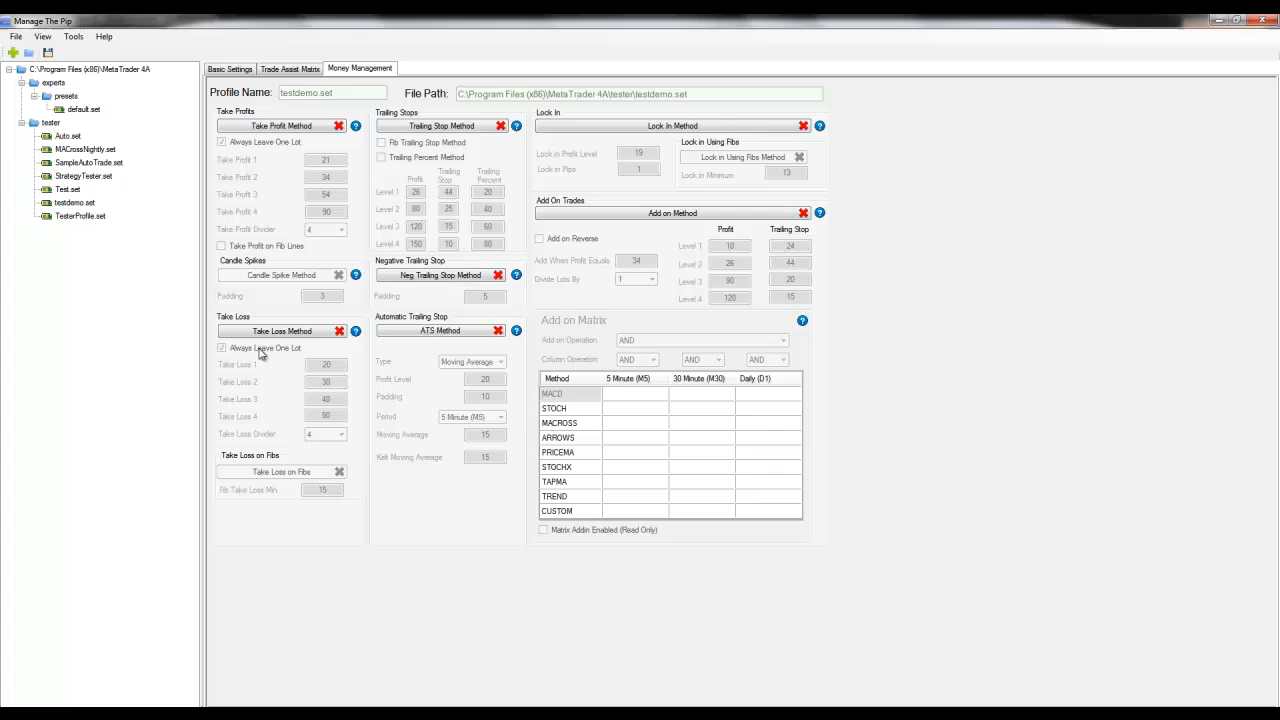 Manage The Pip
File View Tools Help
C:\Program Files (x86)\MetaTrader 4A
experts
presets
default.set
tester
Auto.set
MACrossNightly.set
SampleAutoTrade.set
StrategyTester.set
Test.set
testdemo.set
TesterProfile.set
Basic Settings Trade Assist Matrix Money Management
Profile Name: testdemo.set File Path: C:\Program Files (x86)\MetaTrader 4A\tester\testdemo.set
Take Profits
Take Profit Method
Always Leave One Lot
Take Profit 1 21
Take Profit 2 34
Take Profit 3 54
Take Profit 4 90
Take Profit Divider 4
Take Profit on Fib Lines
Candle Spikes
Candle Spike Method
Padding 3
Take Loss
Take Loss Method
Always Leave One Lot
Take Loss 1 20
Take Loss 2 30
Take Loss 3 40
Take Loss 4 90
Take Loss Divider 4
Take Loss on Fibs
Take Loss on Fibs
Fib Take Loss Min 15
Trailing Stops
Trailing Stop Method
Fib Trailing Stop Method
Trailing Percent Method
Profit Trailing Stop Trailing Percent
Level 1 26 44 20
Level 2 80 25 40
Level 3 120 15 60
Level 4 150 10 80
Negative Trailing Stop
Neg Trailing Stop Method
Padding 5
Automatic Trailing Stop
ATS Method
Type Moving Average
Profit Level 20
Padding 10
Period 5 Minute (M5)
Moving Average 15
Kelt Moving Average 15
Lock In
Lock In Method
Lock in Profit Level 19
Lock in Pips 1
Lock in Using Fibs
Lock in Using Fibs Method
Lock in Minimum 13
Add On Trades
Add on Method
Add on Reverse
Add When Profit Equals 34
Divide Lots By 1
Profit Trailing Stop
Level 1 10 24
Level 2 26 44
Level 3 90 20
Level 4 120 15
Add on Matrix
Add on Operation AND
Column Operation AND AND AND
Method 5 Minute (M5) 30 Minute (M30) Daily (D1)
MACD
STOCH
MACROSS
ARROWS
PRICEMA
STOCHX
TAPMA
TREND
CUSTOM
Matrix Addin Enabled (Read Only)